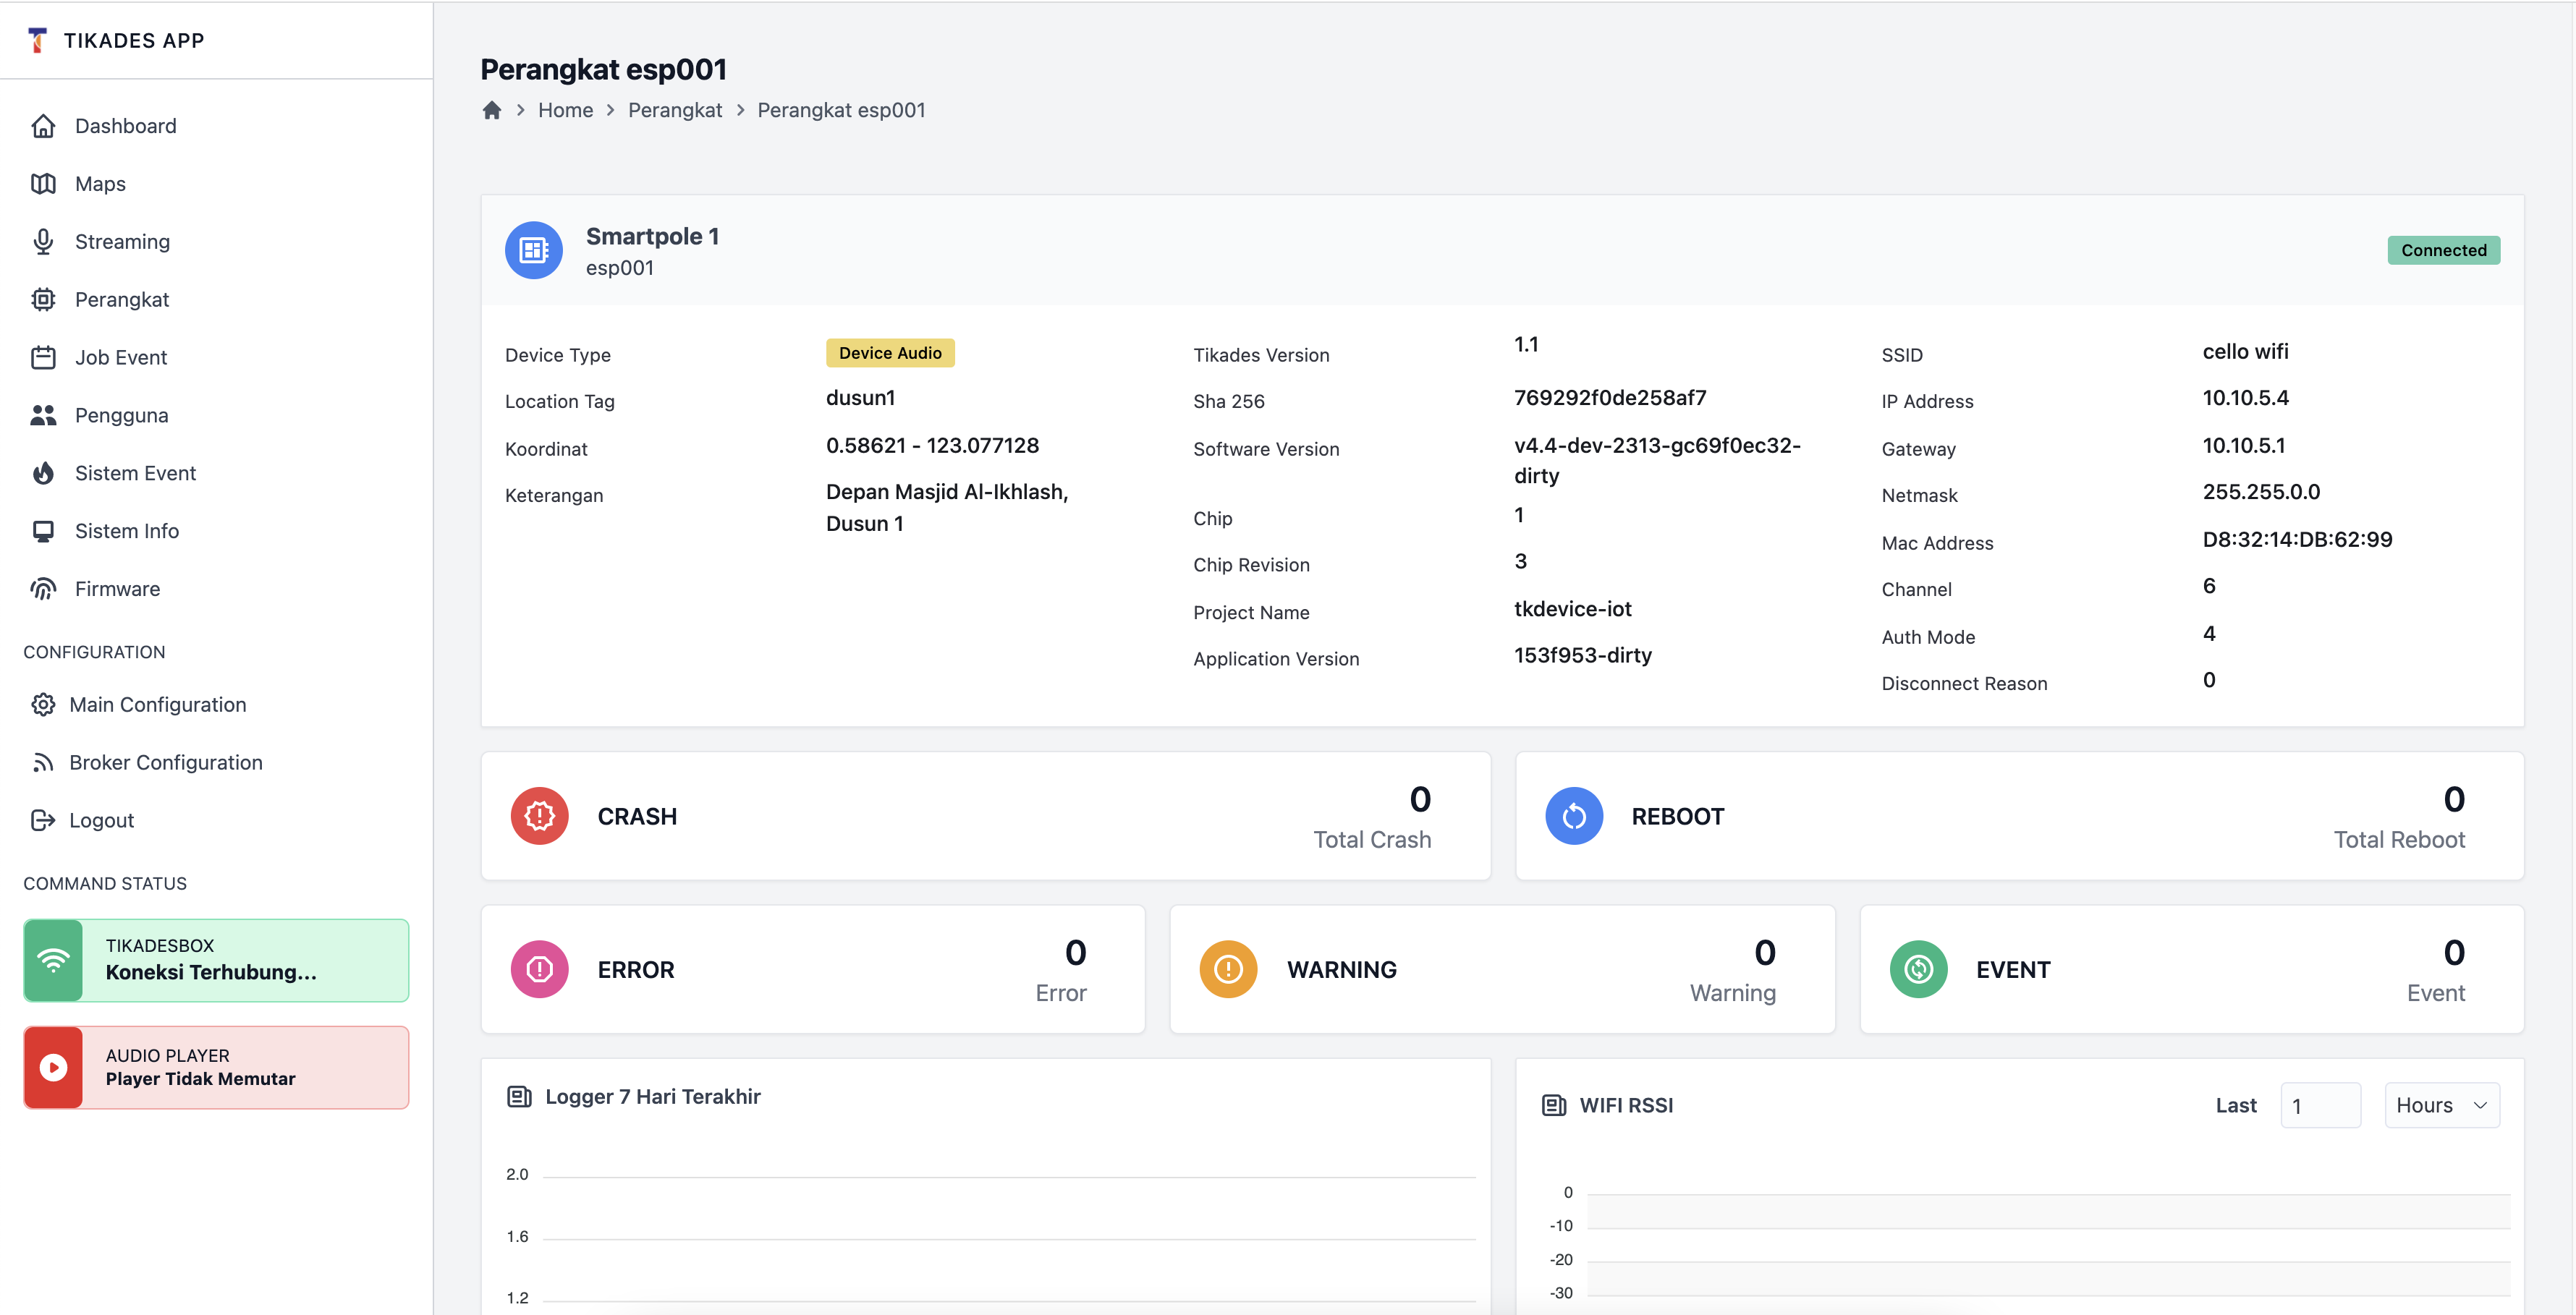 TIKADES APP
Dashboard
Maps
Streaming
Perangkat
Job Event
Pengguna
Sistem Event
Sistem Info
Firmware
CONFIGURATION
Main Configuration
Broker Configuration
Logout
COMMAND STATUS
TIKADESBOX
Koneksi Terhubung...
AUDIO PLAYER
Player Tidak Memutar
Perangkat esp001
Home > Perangkat > Perangkat esp001
Smartpole 1
esp001
Connected
Device Type Device Audio
Location Tag dusun1
Koordinat 0.58621 - 123.077128
Keterangan Depan Masjid Al-Ikhlash,
Dusun 1
Tikades Version 1.1
Sha 256 769292f0de258af7
Software Version v4.4-dev-2313-gc69f0ec32-
dirty
Chip 1
Chip Revision 3
Project Name tkdevice-iot
Application Version 153f953-dirty
SSID cello wifi
IP Address 10.10.5.4
Gateway 10.10.5.1
Netmask 255.255.0.0
Mac Address D8:32:14:DB:62:99
Channel 6
Auth Mode 4
Disconnect Reason 0
CRASH
0
Total Crash
REBOOT
0
Total Reboot
ERROR
0
Error
WARNING
0
Warning
EVENT
0
Event
Logger 7 Hari Terakhir
2.0
1.6
1.2
WIFI RSSI
Last 1 Hours
0
-10
-20
-30